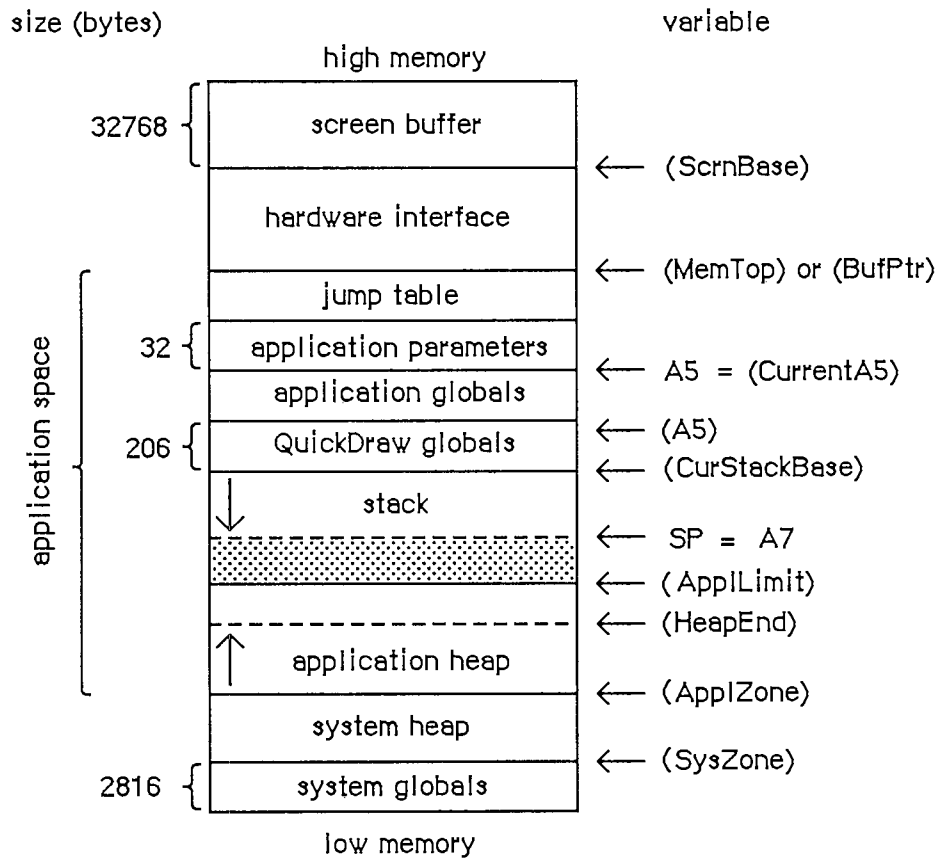 size (bytes)
variable
high memory
32768
screen buffer
(ScrnBase)
hardware interface
(MemTop) or (BufPtr)
jump table
32
application parameters
A5 = (CurrentA5)
application globals
(A5)
206
QuickDraw globals
(CurStackBase)
application space
stack
SP = A7
(ApplLimit)
(HeapEnd)
application heap
(ApplZone)
system heap
(SysZone)
2816
system globals
low memory